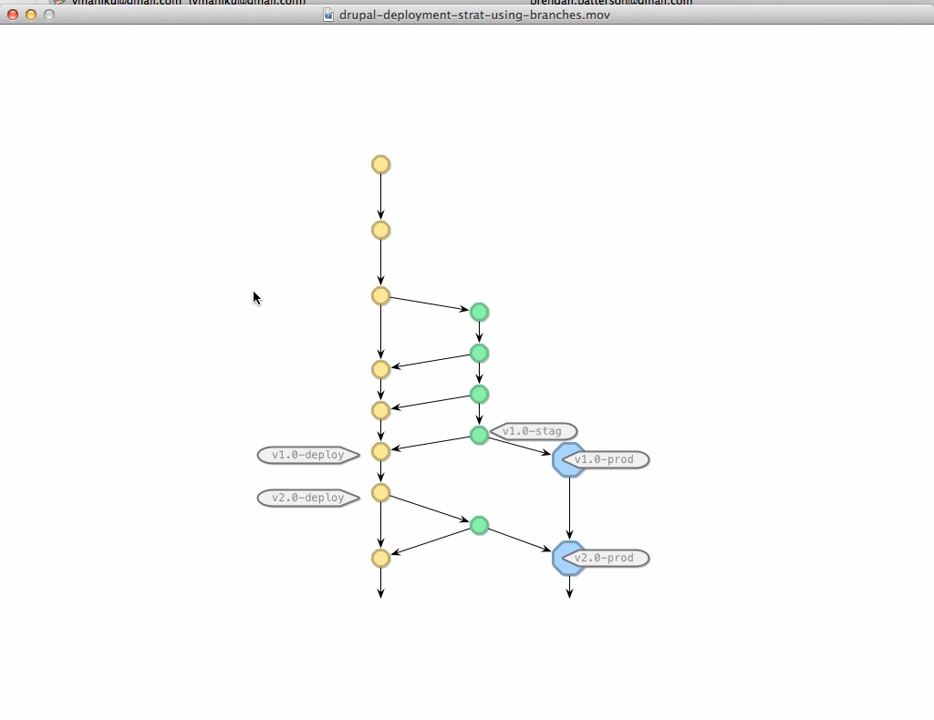 drupal-deployment-strat-using-branches.mov
v1.0-stag
v1.0-deploy
v1.0-prod
v2.0-deploy
v2.0-prod